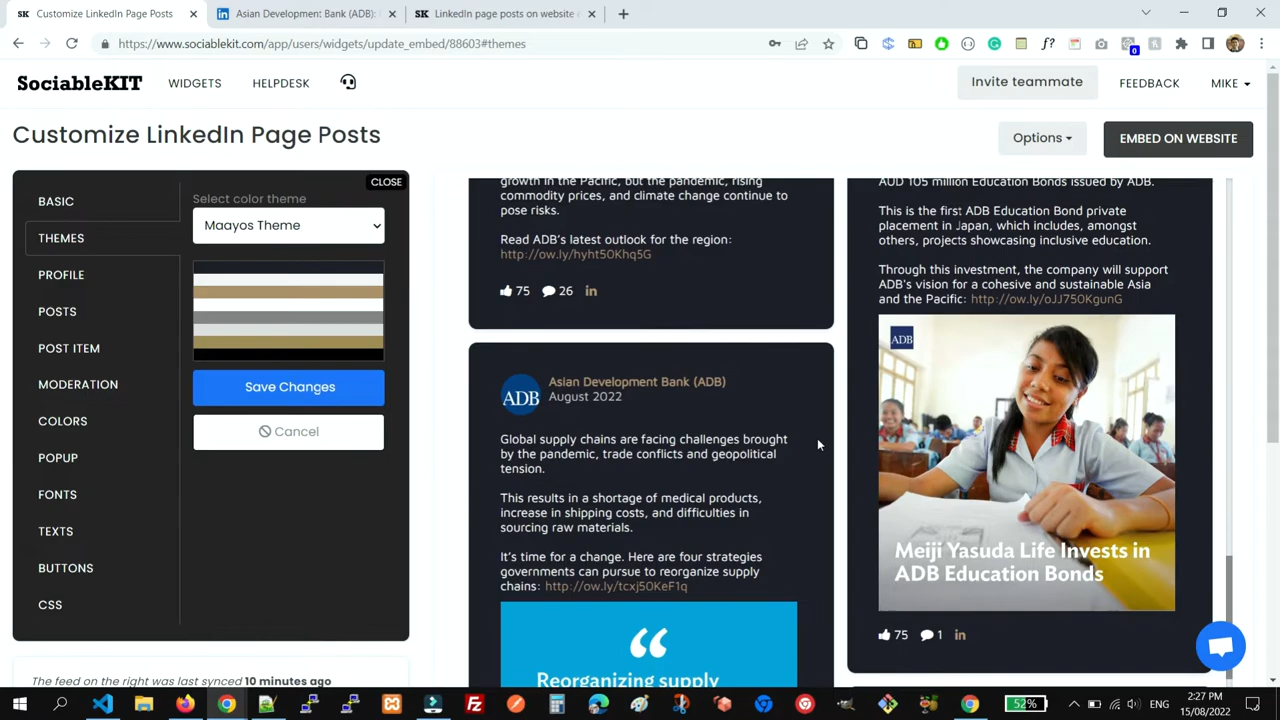 SK Customize LinkedIn Page Posts
in Asian Development Bank (ADB):
SK LinkedIn page posts on website
https://www.sociablekit.com/app/users/widgets/update_embed/88603#themes
f?
0
SociableKIT
WIDGETS
HELPDESK
Invite teammate
FEEDBACK
MIKE
Customize LinkedIn Page Posts
Options
EMBED ON WEBSITE
CLOSE
BASIC
THEMES
PROFILE
POSTS
POST ITEM
MODERATION
COLORS
POPUP
FONTS
TEXTS
BUTTONS
CSS
Select color theme
Maayos Theme
Save Changes
Cancel
The feed on the right was last synced 10 minutes ago
growth in the Pacific, but the pandemic, rising
commodity prices, and climate change continue to
pose risks.
Read ADB's latest outlook for the region:
http://ow.ly/hyht50Khq5G
75 26 in
ADB
Asian Development Bank (ADB)
August 2022
Global supply chains are facing challenges brought
by the pandemic, trade conflicts and geopolitical
tension.
This results in a shortage of medical products,
increase in shipping costs, and difficulties in
sourcing raw materials.
It's time for a change. Here are four strategies
governments can pursue to reorganize supply
chains: http://ow.ly/tcxj50KeF1q
“
Reorganizing supply
AUD 105 million Education Bonds issued by ADB.
This is the first ADB Education Bond private
placement in Japan, which includes, amongst
others, projects showcasing inclusive education.
Through this investment, the company will support
ADB's vision for a cohesive and sustainable Asia
and the Pacific: http://ow.ly/oJJ750KgunG
ADB
Meiji Yasuda Life Invests in
ADB Education Bonds
75 1 in
52%
ENG
2:27 PM
15/08/2022